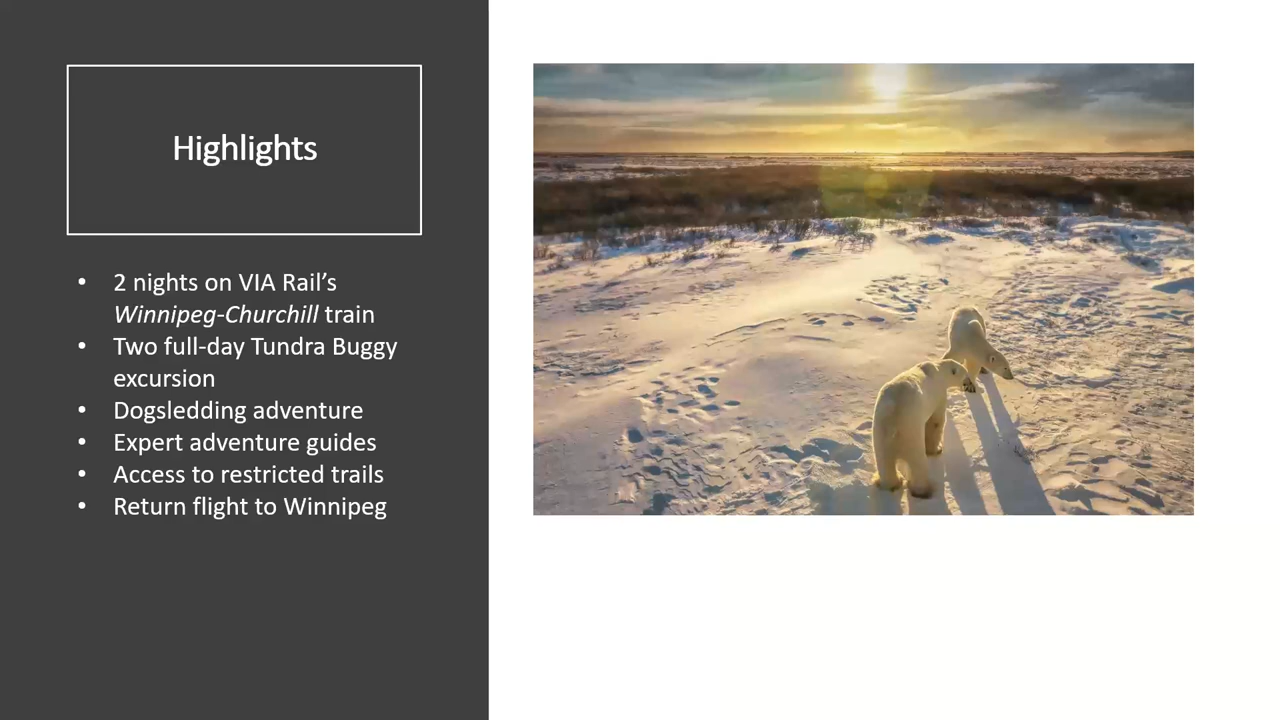 Highlights
• 2 nights on VIA Rail’s
Winnipeg-Churchill train
• Two full-day Tundra Buggy
excursion
• Dogsledding adventure
• Expert adventure guides
• Access to restricted trails
• Return flight to Winnipeg